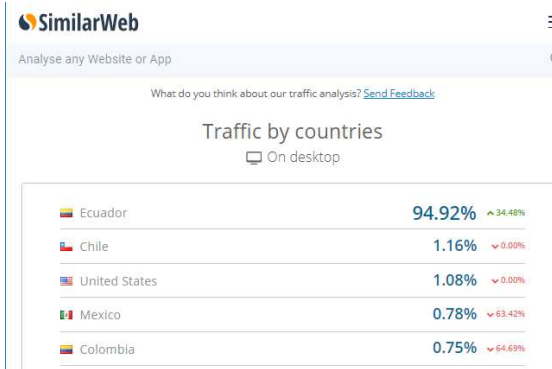 SimilarWeb
Analyse any Website or App
What do you think about our traffic analysis? Send Feedback
Traffic by countries
On desktop
Ecuador 94.92% 34.48%
Chile 1.16% 0.00%
United States 1.08% 0.00%
Mexico 0.78% 63.42%
Colombia 0.75% 64.69%